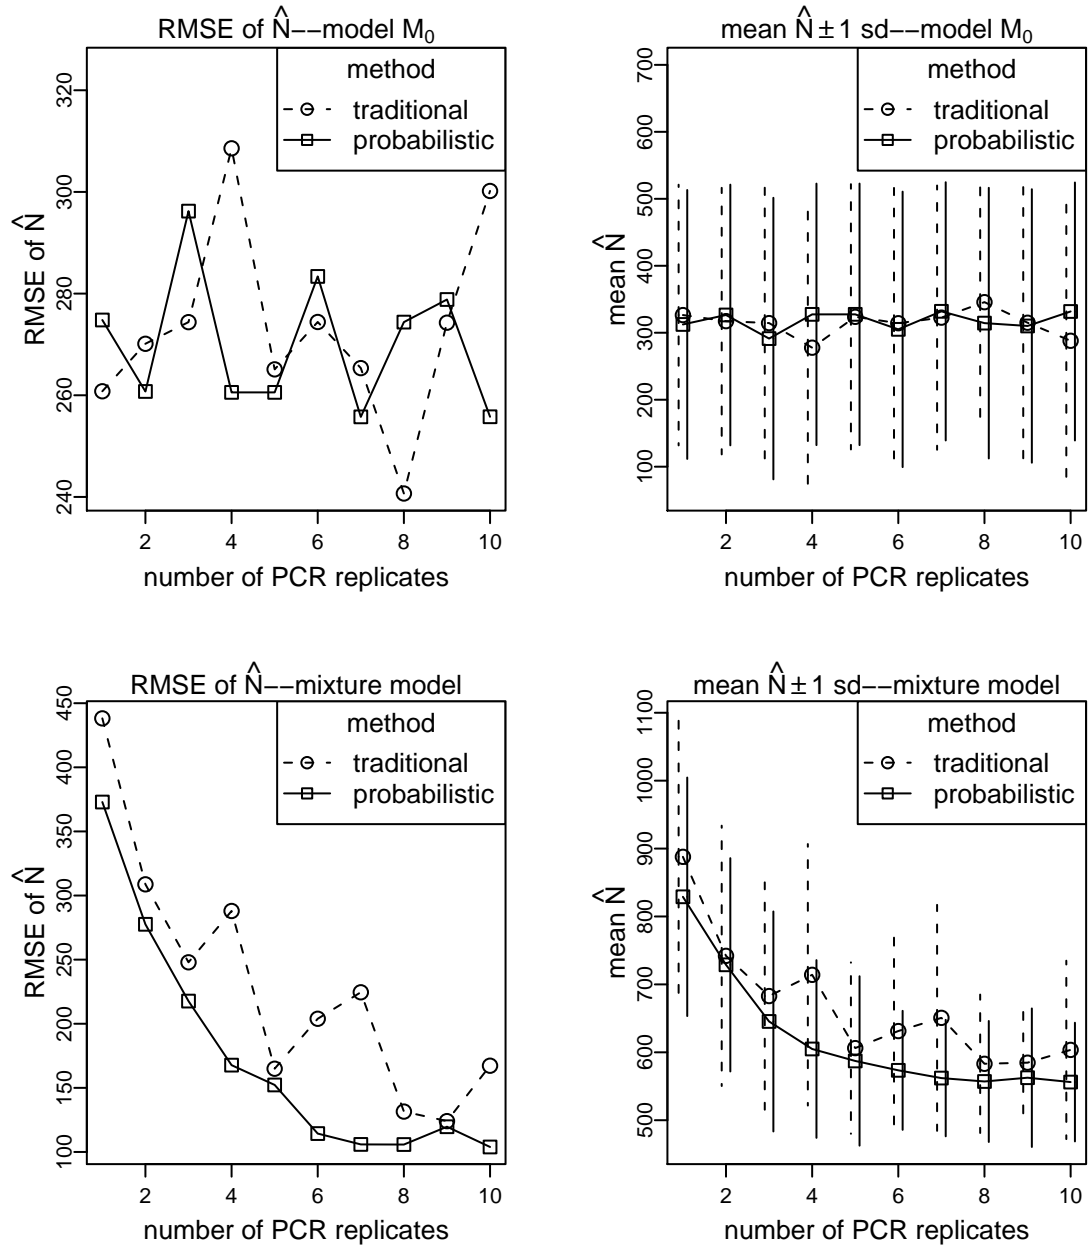 RMSE of N̂−−model M₀
method
traditional
probabilistic
RMSE of N̂
320
300
280
260
240
2 4 6 8 10
number of PCR replicates
mean N̂ ± 1 sd−−model M₀
method
traditional
probabilistic
mean N̂
700
600
500
400
300
200
100
2 4 6 8 10
number of PCR replicates
RMSE of N̂−−mixture model
method
traditional
probabilistic
RMSE of N̂
450
400
350
300
250
200
150
100
2 4 6 8 10
number of PCR replicates
mean N̂ ± 1 sd−−mixture model
method
traditional
probabilistic
mean N̂
1100
1000
900
800
700
600
500
2 4 6 8 10
number of PCR replicates